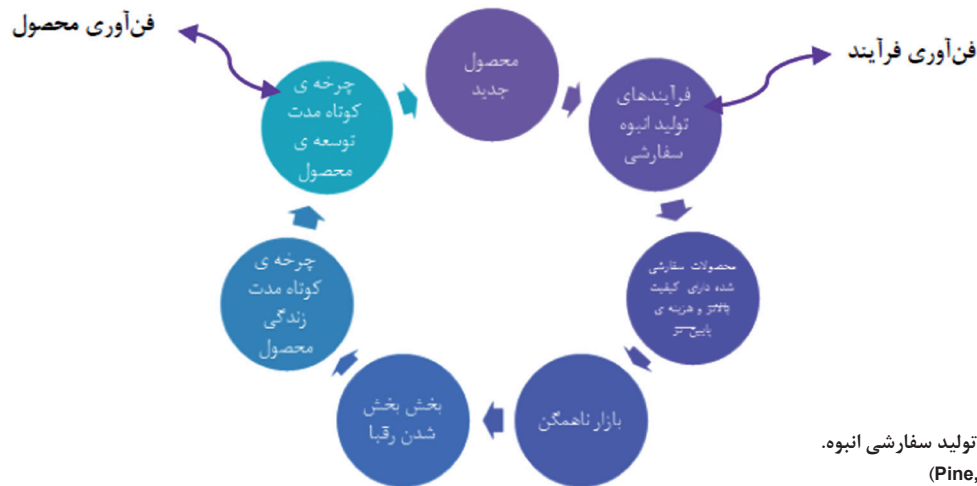 فن‌آوری محصول
فن‌آوری فرآیند
محصول
جدید
فرآیندهای
تولید انبوه
سفارشی
محصولات سفارشی
شده دارای کیفیت
بالاتر و هزینه ی
پایین‌تر
بازار ناهمگن
بخش بخش
شدن رقبا
چرخه ی
کوتاه مدت
زندگی
محصول
چرخه ی
کوتاه مدت
توسعه ی
محصول
تولید سفارشی انبوه.
(Pine,